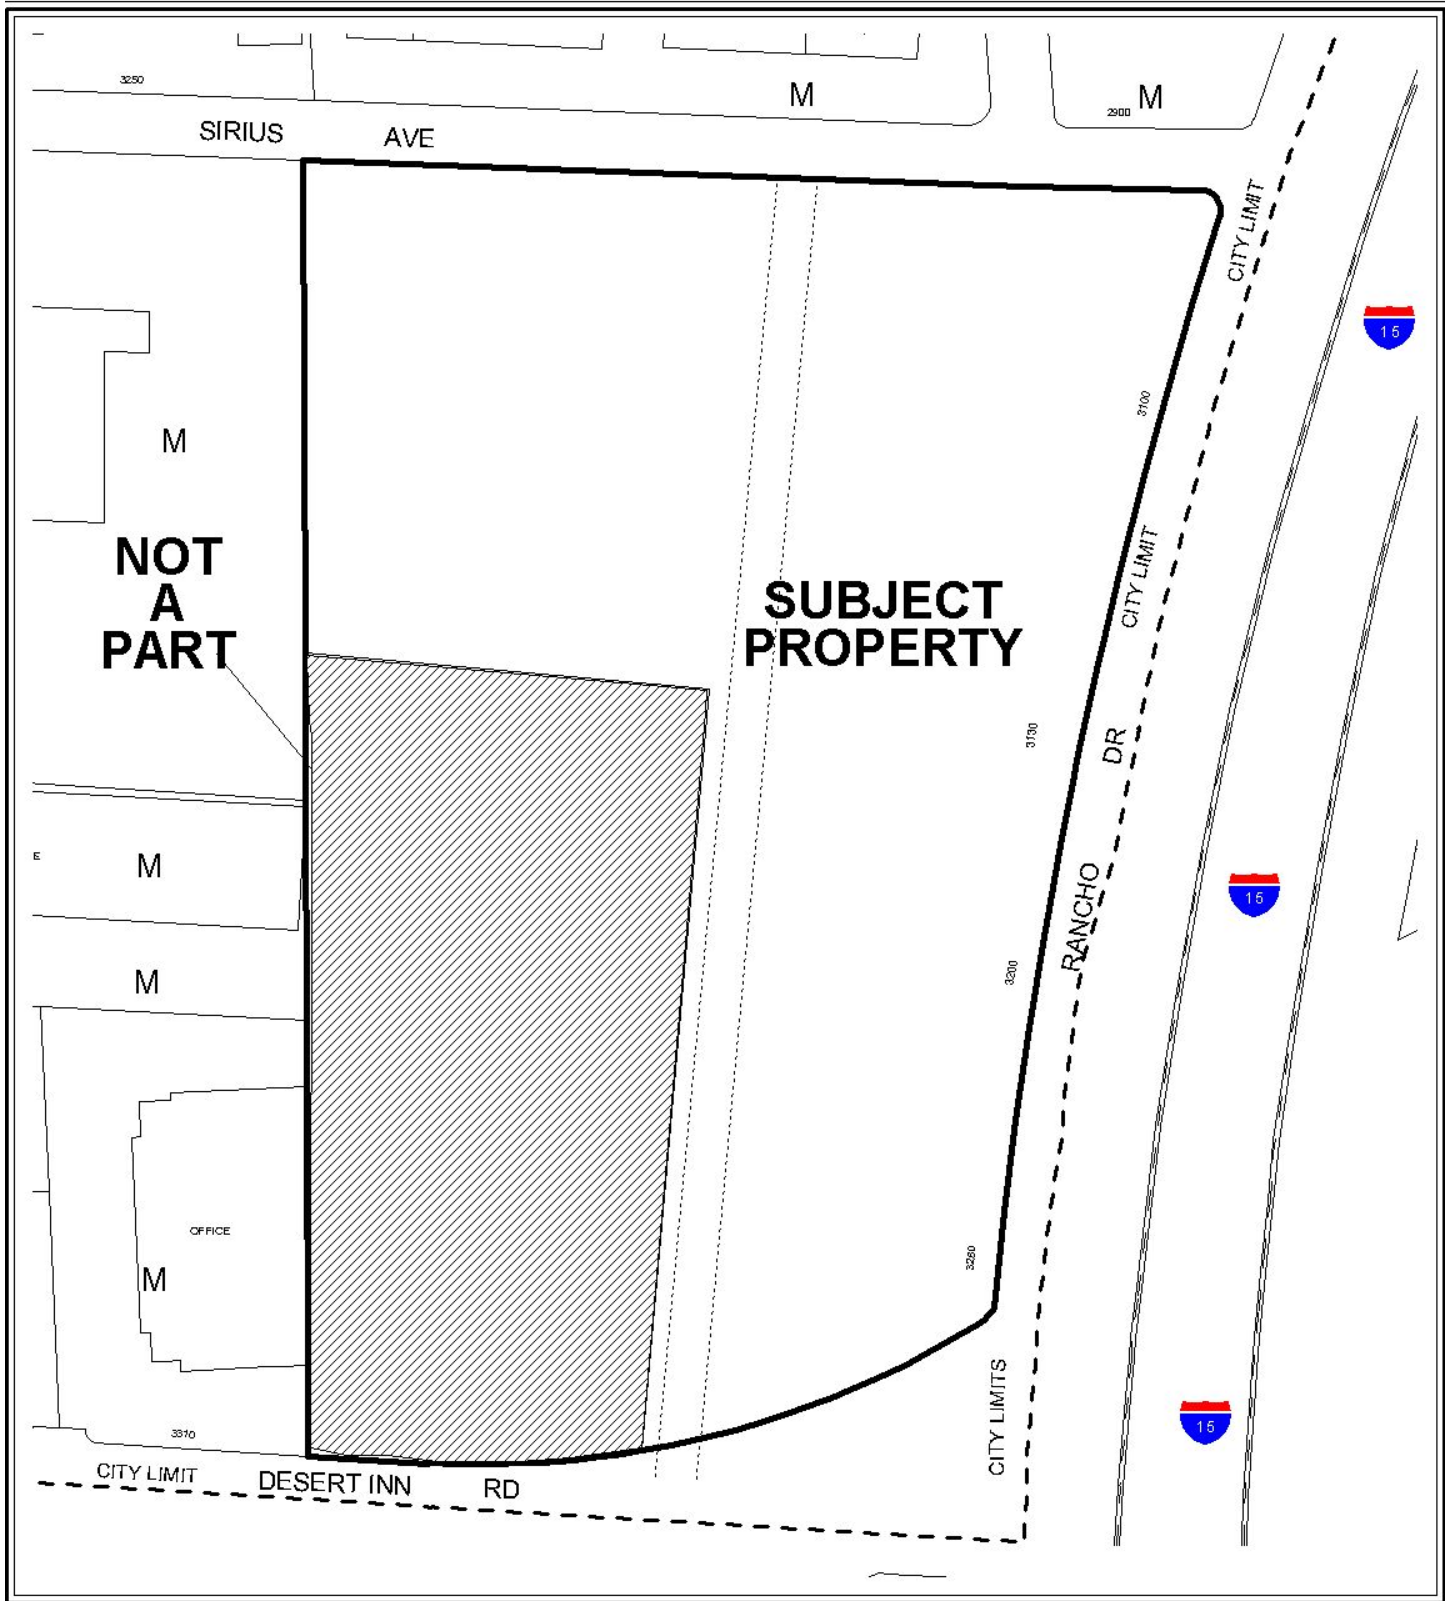 3250
M
M
2900
SIRIUS AVE
CITY LIMIT
15
3100
M
NOT
A
PART
CITY LIMIT
SUBJECT
PROPERTY
3130
DR
E
M
RANCHO
15
3200
M
OFFICE
3260
M
CITY LIMITS
15
3310
CITY LIMIT
DESERT INN RD